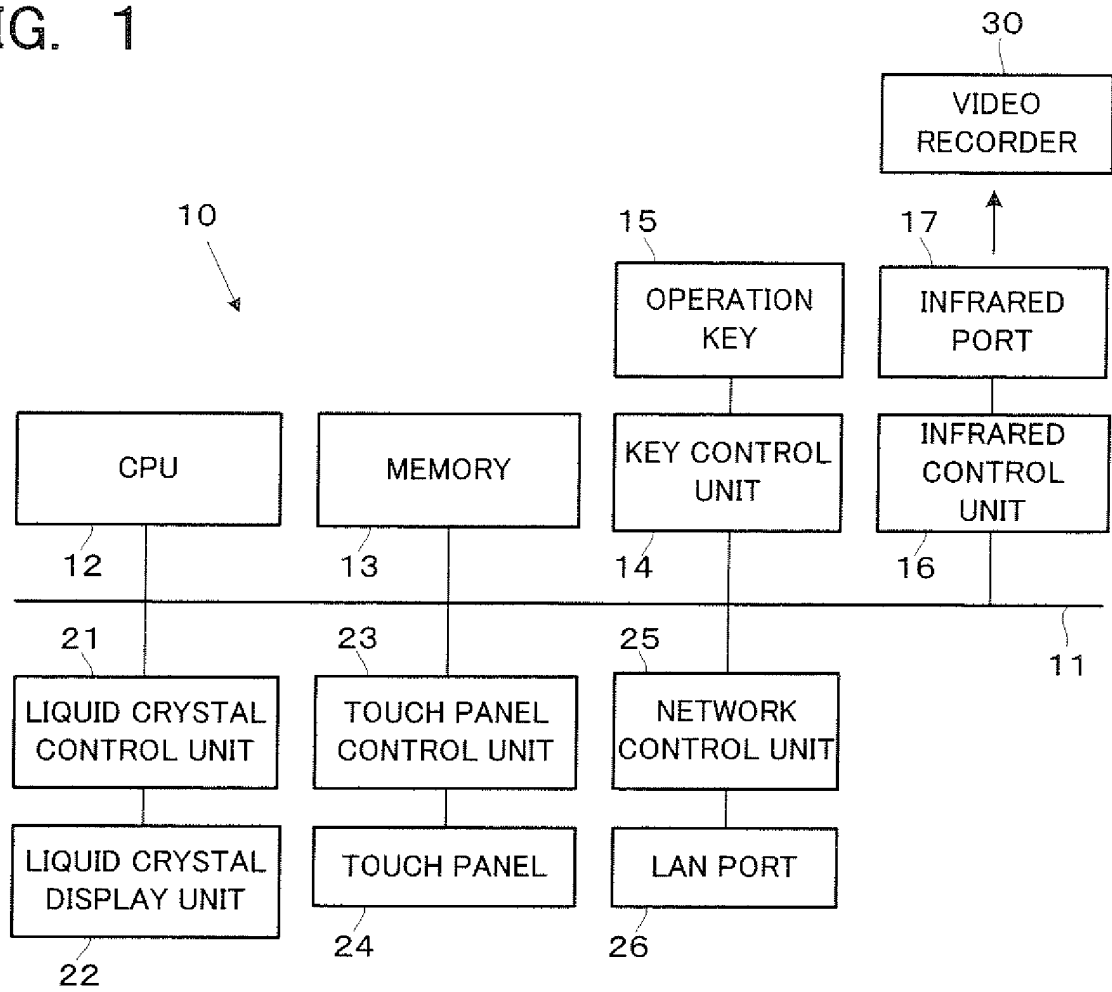 IG. 1
30
VIDEO
RECORDER
10
15
17
OPERATION
KEY
INFRARED
PORT
CPU
MEMORY
KEY CONTROL
UNIT
INFRARED
CONTROL
UNIT
12
13
14
16
11
21
23
25
LIQUID CRYSTAL
CONTROL UNIT
TOUCH PANEL
CONTROL UNIT
NETWORK
CONTROL UNIT
LIQUID CRYSTAL
DISPLAY UNIT
TOUCH PANEL
LAN PORT
22
24
26